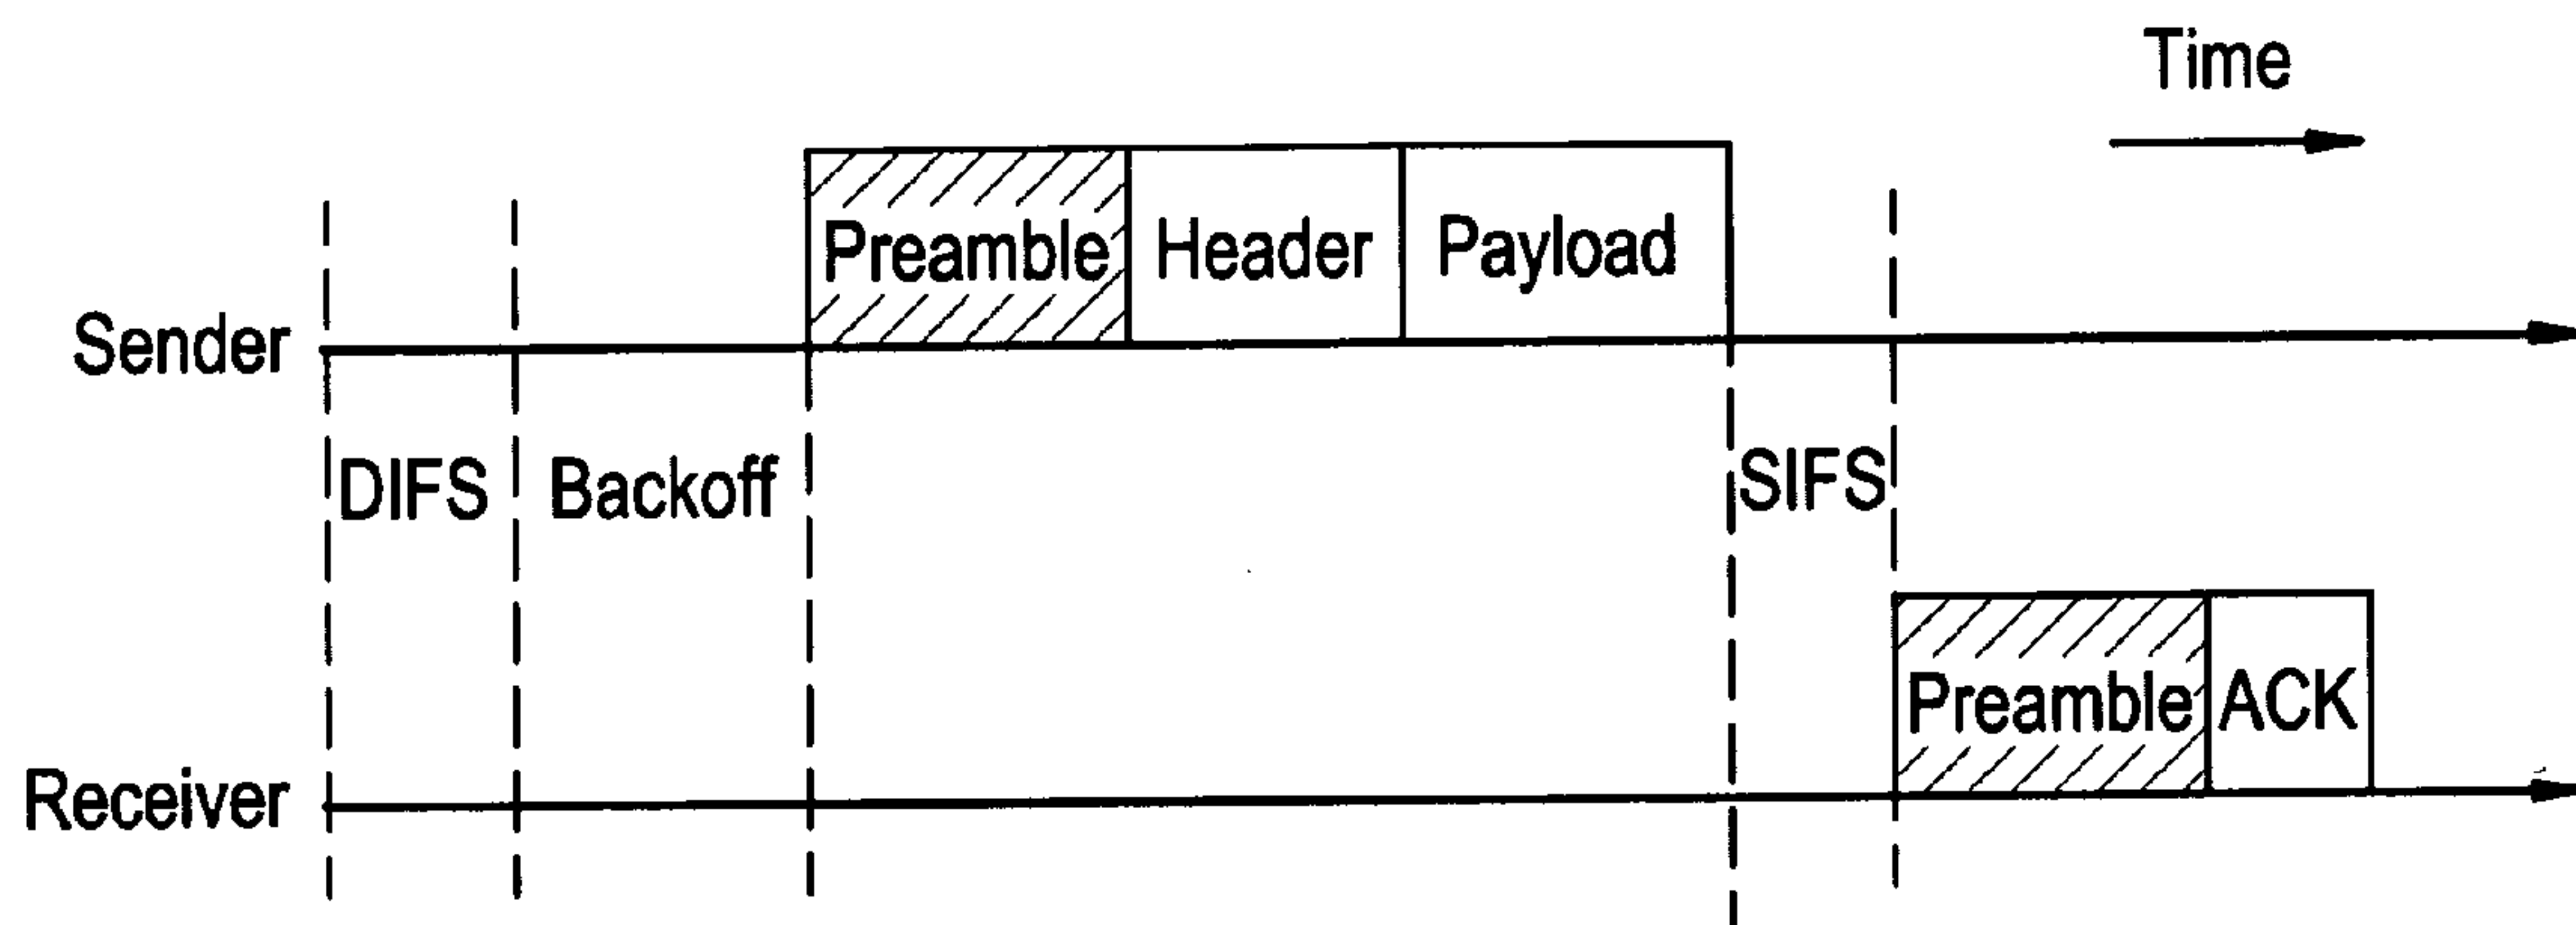 Time
Preamble Header Payload
Sender
DIFS Backoff SIFS
Preamble ACK
Receiver